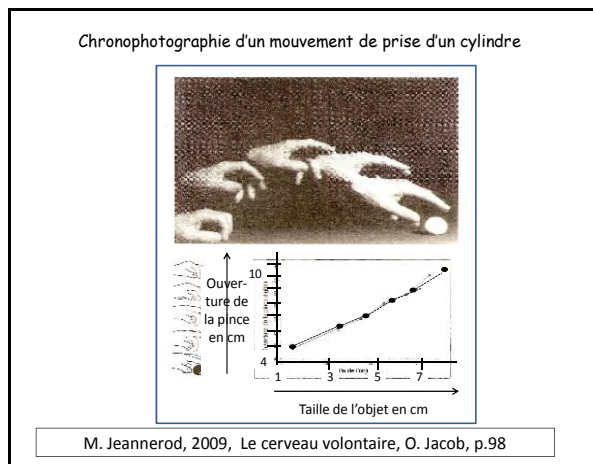 Chronophotographie d'un mouvement de prise d'un cylindre
10
Ouver-
ture de
la pince
en cm
4
1 3 5 7
Taille de l'objet en cm
M. Jeannerod, 2009, Le cerveau volontaire, O. Jacob, p.98